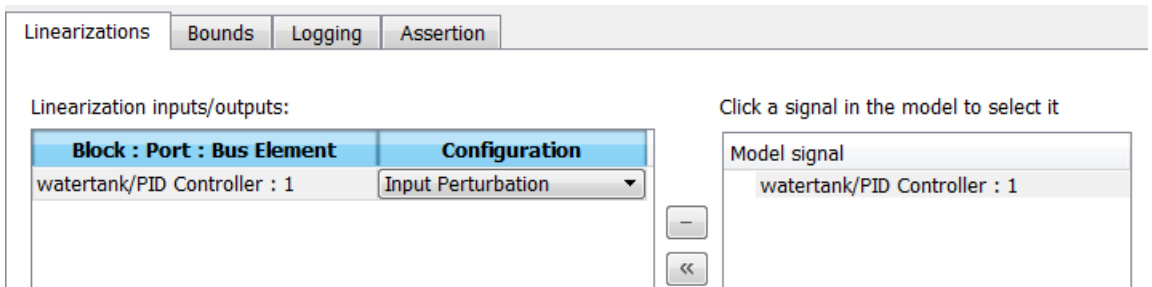 Linearizations Bounds Logging Assertion
Linearization inputs/outputs: Click a signal in the model to select it
Block : Port : Bus Element Configuration Model signal
watertank/PID Controller : 1 Input Perturbation watertank/PID Controller : 1
−
«